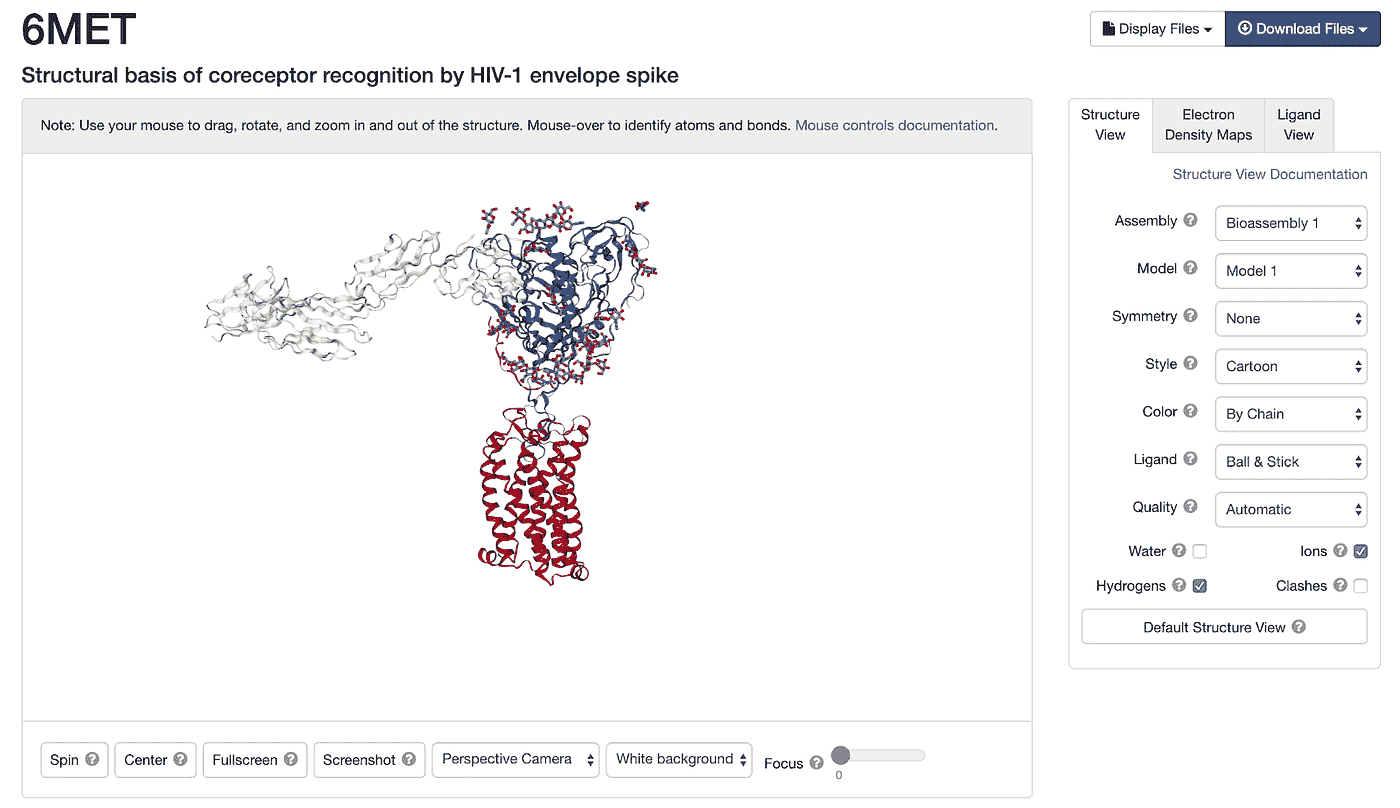 6MET
Display Files
Download Files
Structural basis of coreceptor recognition by HIV-1 envelope spike
Note: Use your mouse to drag, rotate, and zoom in and out of the structure. Mouse-over to identify atoms and bonds. Mouse controls documentation.
Structure
View
Electron
Density Maps
Ligand
View
Structure View Documentation
Assembly ? Bioassembly 1
Model ? Model 1
Symmetry ? None
Style ? Cartoon
Color ? By Chain
Ligand ? Ball & Stick
Quality ? Automatic
Water ? Ions ?
Hydrogens ? Clashes ?
Default Structure View ?
Spin ? Center ? Fullscreen ? Screenshot ? Perspective Camera White background Focus ?
0